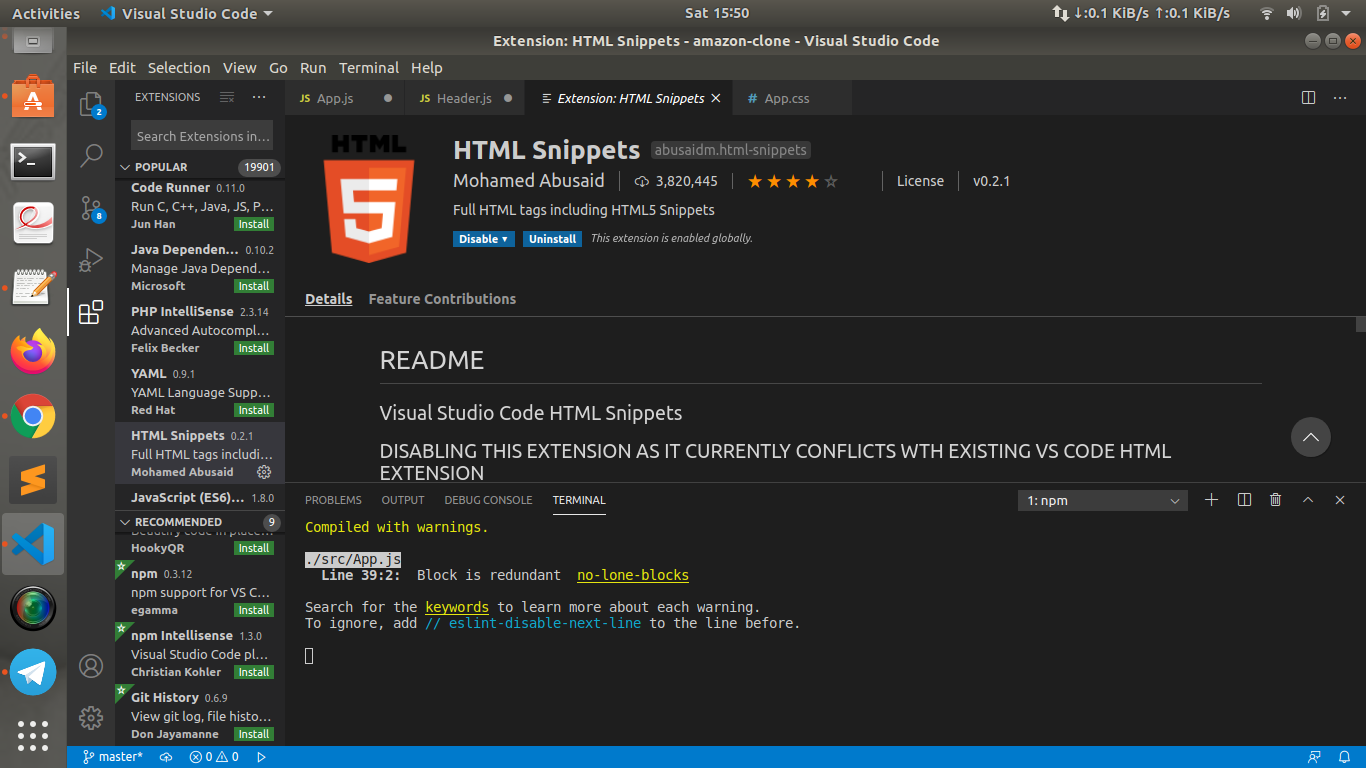 Activities Visual Studio Code Sat 15:50 ↓:0.1 KiB/s ↑:0.1 KiB/s
Extension: HTML Snippets - amazon-clone - Visual Studio Code
File Edit Selection View Go Run Terminal Help
2
8
EXTENSIONS
Search Extensions in...
POPULAR 19901
Code Runner 0.11.0
Run C, C++, Java, JS, P...
Jun Han Install
Java Dependen... 0.10.2
Manage Java Depend...
Microsoft Install
PHP IntelliSense 2.3.14
Advanced Autocompl...
Felix Becker Install
YAML 0.9.1
YAML Language Supp...
Red Hat Install
HTML Snippets 0.2.1
Full HTML tags includi...
Mohamed Abusaid
JavaScript (ES6)... 1.8.0
RECOMMENDED 9
Beautify code in place...
HookyQR Install
npm 0.3.12
npm support for VS C...
egamma Install
npm Intellisense 1.3.0
Visual Studio Code pl...
Christian Kohler Install
Git History 0.6.9
View git log, file histo...
Don Jayamanne Install
JS App.js JS Header.js Extension: HTML Snippets # App.css
HTML
5
HTML Snippets abusaidm.html-snippets
Mohamed Abusaid 3,820,445 License v0.2.1
Full HTML tags including HTML5 Snippets
Disable Uninstall This extension is enabled globally.
Details Feature Contributions
README
Visual Studio Code HTML Snippets
DISABLING THIS EXTENSION AS IT CURRENTLY CONFLICTS WTH EXISTING VS CODE HTML
EXTENSION
PROBLEMS OUTPUT DEBUG CONSOLE TERMINAL 1: npm
Compiled with warnings.
./src/App.js
Line 39:2: Block is redundant no-lone-blocks
Search for the keywords to learn more about each warning.
To ignore, add // eslint-disable-next-line to the line before.
master* 0 0